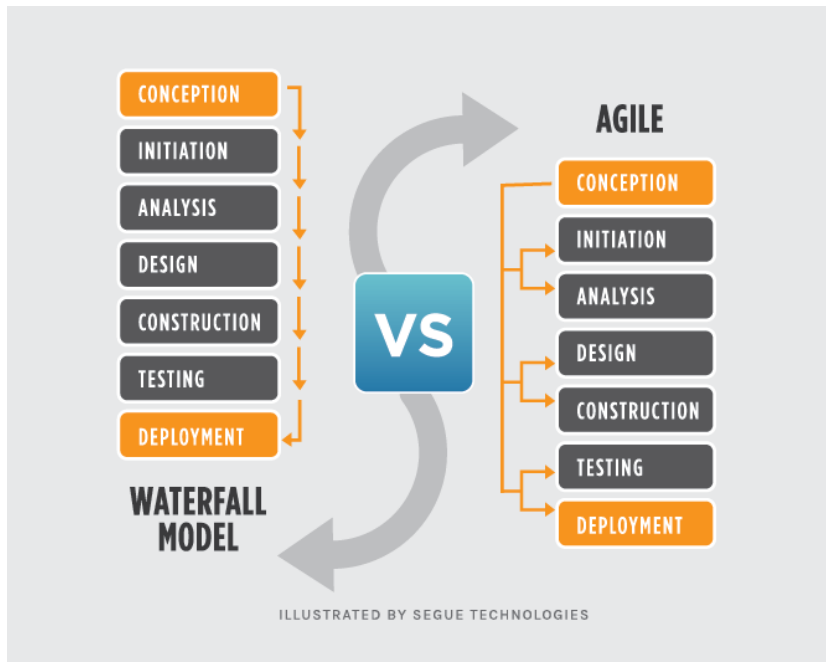 CONCEPTION
INITIATION
ANALYSIS
DESIGN
CONSTRUCTION
TESTING
DEPLOYMENT
WATERFALL
MODEL
VS
AGILE
CONCEPTION
INITIATION
ANALYSIS
DESIGN
CONSTRUCTION
TESTING
DEPLOYMENT
ILLUSTRATED BY SEGUE TECHNOLOGIES